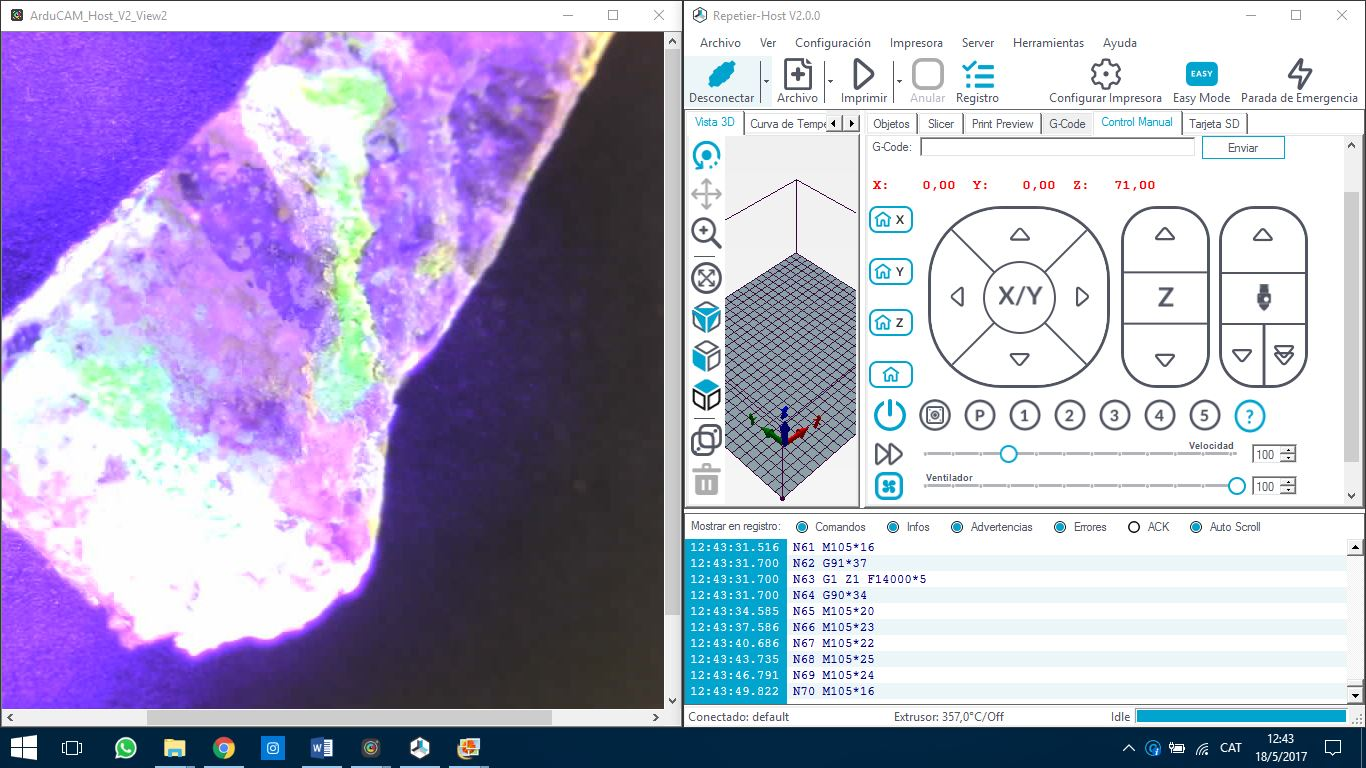 ArduCAM_Host_V2_View2
Repetier-Host V2.0.0
Archivo Ver Configuración Impresora Server Herramientas Ayuda
Desconectar Archivo Imprimir Anular Registro Configurar Impresora Easy Mode Parada de Emergencia
EASY
Vista 3D Curva de Tempe
Objetos Slicer Print Preview G-Code Control Manual Tarjeta SD
G-Code: Enviar
X: 0,00 Y: 0,00 Z: 71,00
X
Y
Z
X/Y
Z
P 1 2 3 4 5 ?
Velocidad
100
Ventilador
100
Mostrar en registro: Comandos Infos Advertencias Errores ACK Auto Scroll
12:43:31.516 N61 M105*16
12:43:31.700 N62 G91*37
12:43:31.700 N63 G1 Z1 F14000*5
12:43:31.700 N64 G90*34
12:43:34.585 N65 M105*20
12:43:37.586 N66 M105*23
12:43:40.686 N67 M105*22
12:43:43.735 N68 M105*25
12:43:46.791 N69 M105*24
12:43:49.822 N70 M105*16
Conectado: default Extrusor: 357,0°C/Off Idle
CAT
12:43
18/5/2017